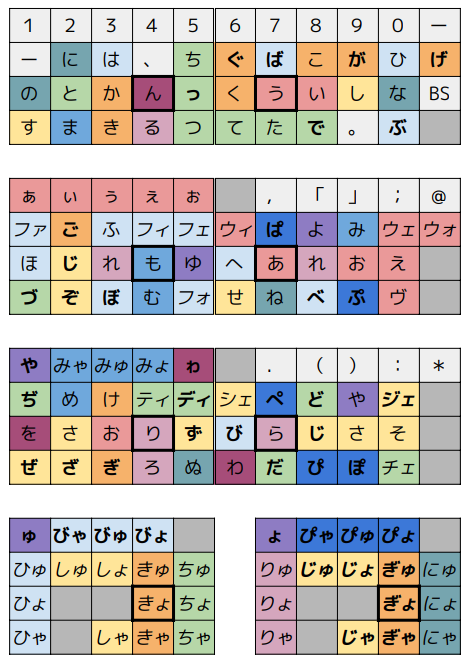 1 2 3 4 5 6 7 8 9 0 ー
ー に は 、 ち ぐ ば こ が ひ げ
の と か ん っ く う い し な BS
す ま き る つ て た で 。 ぶ
ぁ ぃ ぅ ぇ ぉ , 「 」 ; @
ファ ご ふ フィ フェ ウィ ぱ よ み ウェ ウォ
ほ じ れ も ゆ へ あ れ お え
づ ぞ ぼ む フォ せ ね べ ぷ ヴ
や みゃ みゅ みょ ゎ . ( ) : *
ぢ め け ティ ディ シェ ぺ ど や ジェ
を さ お り ず び ら じ さ そ
ぜ ざ ぎ ろ ぬ わ だ ぴ ぽ チェ
ゅ びゃ びゅ びょ ょ ぴゃ ぴゅ ぴょ
ひゅ しゅ しょ きゅ ちゅ りゅ じゅ じょ ぎゅ にゅ
ひょ きょ ちょ りょ ぎょ にょ
ひゃ しゃ きゃ ちゃ りゃ じゃ ぎゃ にゃ